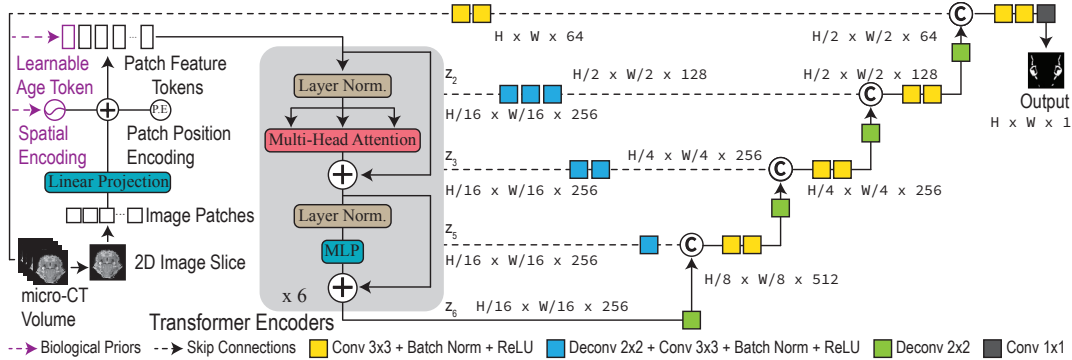 H x W x 64
H/2 x W/2 x 64
C
Learnable
Age Token
Patch Feature
Tokens
Spatial
Encoding
P.E
Patch Position
Encoding
Linear Projection
Image Patches
2D Image Slice
micro-CT
Volume
Layer Norm.
Multi-Head Attention
Layer Norm.
MLP
x 6
Transformer Encoders
z2
H/16 x W/16 x 256
H/2 x W/2 x 128
H/2 x W/2 x 128
C
z3
H/16 x W/16 x 256
H/4 x W/4 x 256
C
H/4 x W/4 x 256
z5
H/16 x W/16 x 256
C
H/8 x W/8 x 512
z6
H/16 x W/16 x 256
Output
H x W x 1
Biological Priors
Skip Connections
Conv 3x3 + Batch Norm + ReLU
Deconv 2x2 + Conv 3x3 + Batch Norm + ReLU
Deconv 2x2
Conv 1x1